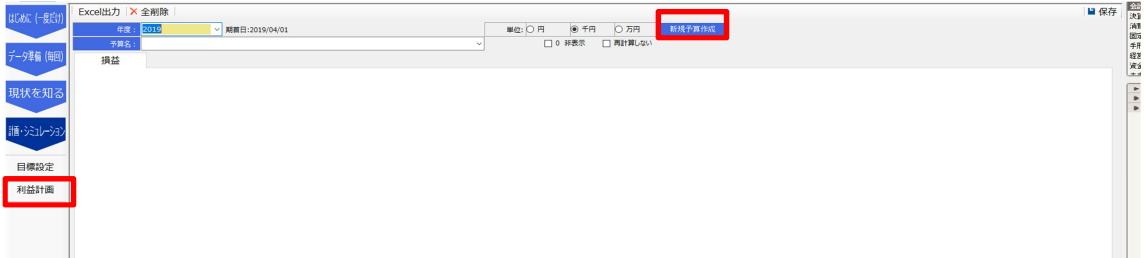 はじめに (一度だけ)
Excel出力 ×全削除
保存
年度: 2019 期首日:2019/04/01 単位: 円 千円 万円 新規予算作成
予算名: 0 非表示 再計算しない
データ準備 (毎回)
損益
現状を知る
計画・シミュレーション
目標設定
利益計画